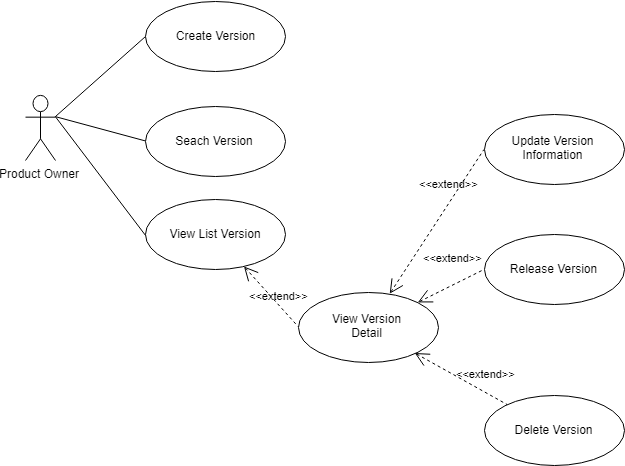 Create Version
Seach Version
Product Owner
View List Version
Update Version
Information
<<extend>>
<<extend>>
Release Version
<<extend>>
View Version
Detail
<<extend>>
Delete Version